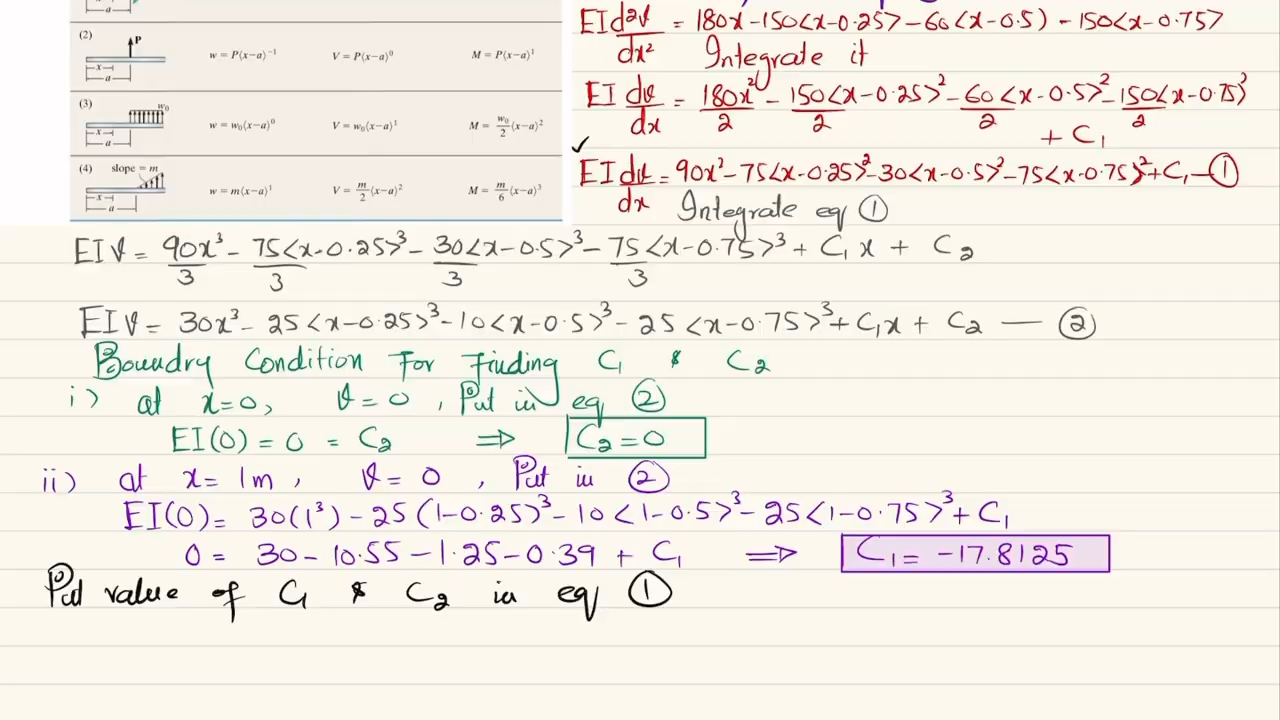 a
(2) P w = P⟨x−a⟩⁻¹ V = P⟨x−a⟩⁰ M = P⟨x−a⟩¹
x
a
(3) w₀ w = w₀⟨x−a⟩⁰ V = w₀⟨x−a⟩¹ M = w₀/2 ⟨x−a⟩²
x
a
(4) slope = m w = m⟨x−a⟩¹ V = m/2 ⟨x−a⟩² M = m/6 ⟨x−a⟩³
x
a
EI d²v/dx² = 180x - 150<x-0.25> - 60<x-0.5) - 150<x-0.75>
Integrate it
EI dv/dx = 180x²/2 - 150<x-0.25>²/2 - 60<x-0.5>²/2 - 150<x-0.75)³/2
+ C₁
EI dv/dx = 90x² - 75<x-0.25>² - 30<x-0.5>² - 75<x-0.75)² + C₁ — ①
Integrate eq ①
EIv = 90x³/3 - 75<x-0.25>³/3 - 30<x-0.5>³/3 - 75<x-0.75>³/3 + C₁x + C₂
EIv = 30x³ - 25<x-0.25>³ - 10<x-0.5>³ - 25<x-0.75>³ + C₁x + C₂ — ②
Boundry Condition For finding C₁ & C₂
i) at x=0, v=0, Put in eq ②
EI(0) = 0 = C₂ ⇒ C₂ = 0
ii) at x = 1m, v = 0, Put in ②
EI(0) = 30(1³) - 25(1-0.25)³ - 10<1-0.5>³ - 25<1-0.75>³ + C₁
0 = 30 - 10.55 - 1.25 - 0.39 + C₁ ⇒ C₁ = -17.8125
Put value of C₁ & C₂ in eq ①